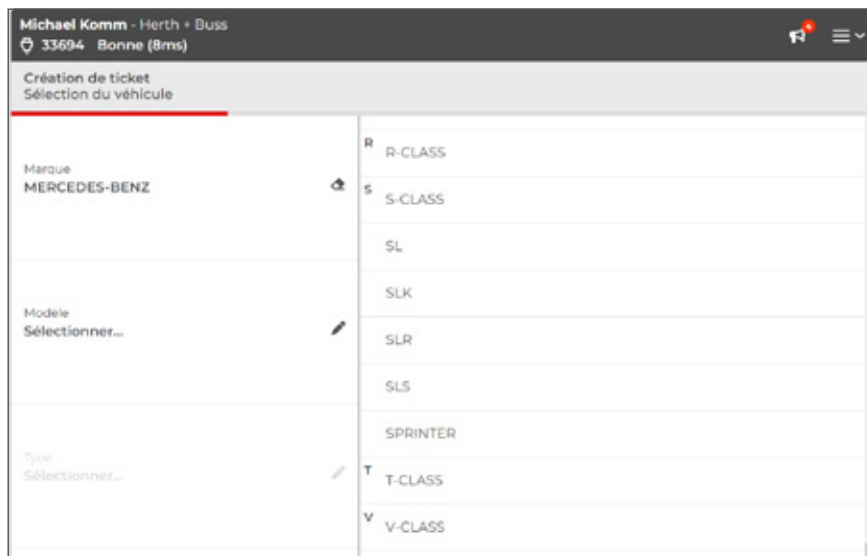 Michael Komm - Herth + Buss
33694 Bonne (8ms)
Création de ticket
Sélection du véhicule
Marque
MERCEDES-BENZ
Modèle
Sélectionner...
Type
Sélectionner...
R
R-CLASS
S
S-CLASS
SL
SLK
SLR
SLS
SPRINTER
T
T-CLASS
V
V-CLASS